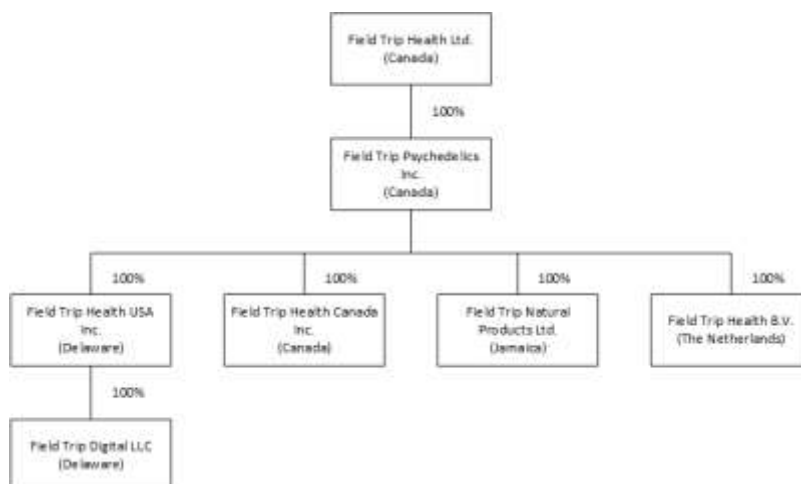 Field Trip Health Ltd.
(Canada)
100%
Field Trip Psychedelics
Inc.
(Canada)
100%
100%
100%
100%
Field Trip Health USA
Inc.
(Delaware)
Field Trip Health Canada
Inc.
(Canada)
Field Trip Natural
Products Ltd.
(Jamaica)
Field Trip Health B.V.
(The Netherlands)
100%
Field Trip Digital LLC
(Delaware)